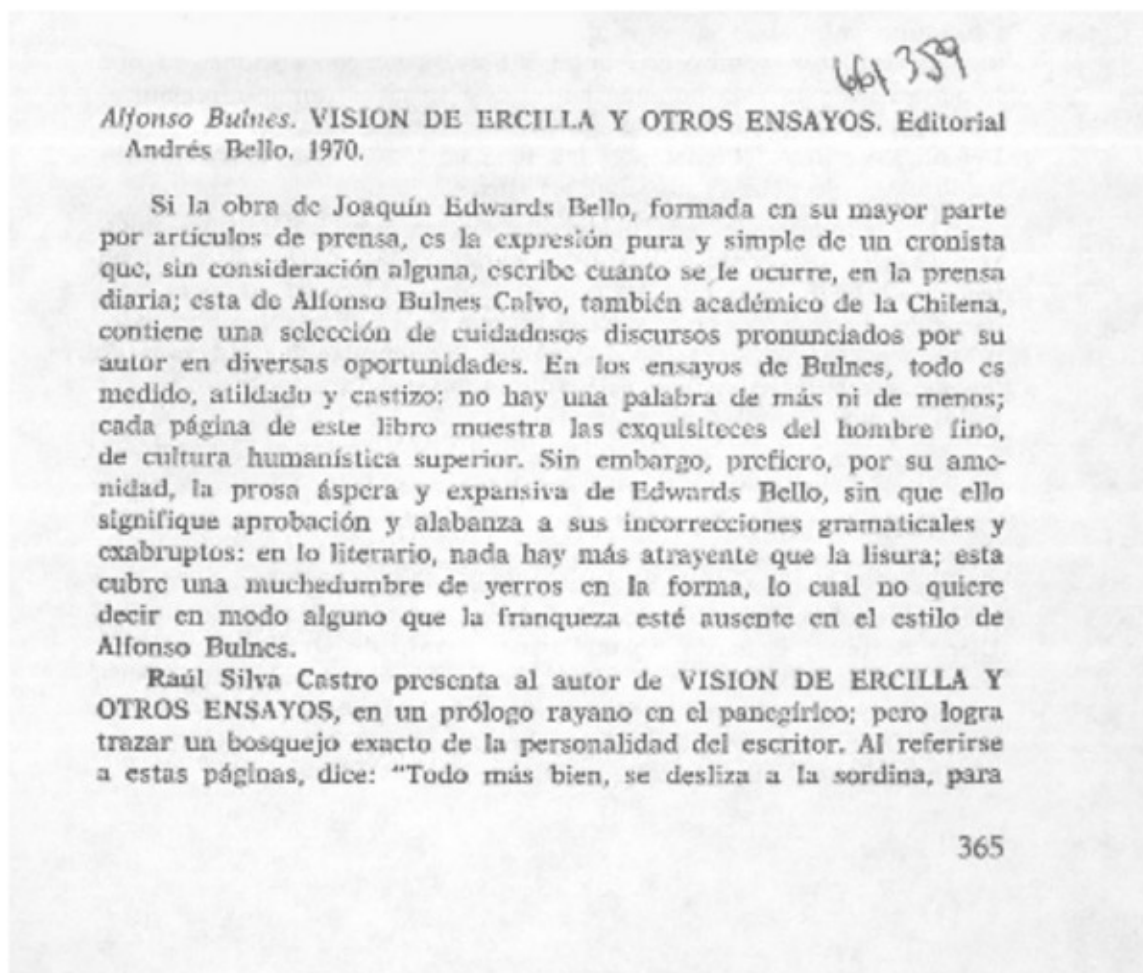 661 359
Alfonso Bulnes. VISION DE ERCILLA Y OTROS ENSAYOS. Editorial
Andrés Bello. 1970.
Si la obra de Joaquín Edwards Bello, formada en su mayor parte
por artículos de prensa, es la expresión pura y simple de un cronista
que, sin consideración alguna, escribe cuanto se le ocurre, en la prensa
diaria; esta de Alfonso Bulnes Calvo, también académico de la Chilena,
contiene una selección de cuidadosos discursos pronunciados por su
autor en diversas oportunidades. En los ensayos de Bulnes, todo es
medido, atildado y castizo: no hay una palabra de más ni de menos;
cada página de este libro muestra las exquisiteces del hombre fino,
de cultura humanística superior. Sin embargo, prefiero, por su ame-
nidad, la prosa áspera y expansiva de Edwards Bello, sin que ello
signifique aprobación y alabanza a sus incorrecciones gramaticales y
exabruptos: en lo literario, nada hay más atrayente que la lisura; esta
cubre una muchedumbre de yerros en la forma, lo cual no quiere
decir en modo alguno que la franqueza esté ausente en el estilo de
Alfonso Bulnes.
Raúl Silva Castro presenta al autor de VISION DE ERCILLA Y
OTROS ENSAYOS, en un prólogo rayano en el panegírico; pero logra
trazar un bosquejo exacto de la personalidad del escritor. Al referirse
a estas páginas, dice: "Todo más bien, se desliza a la sordina, para
365